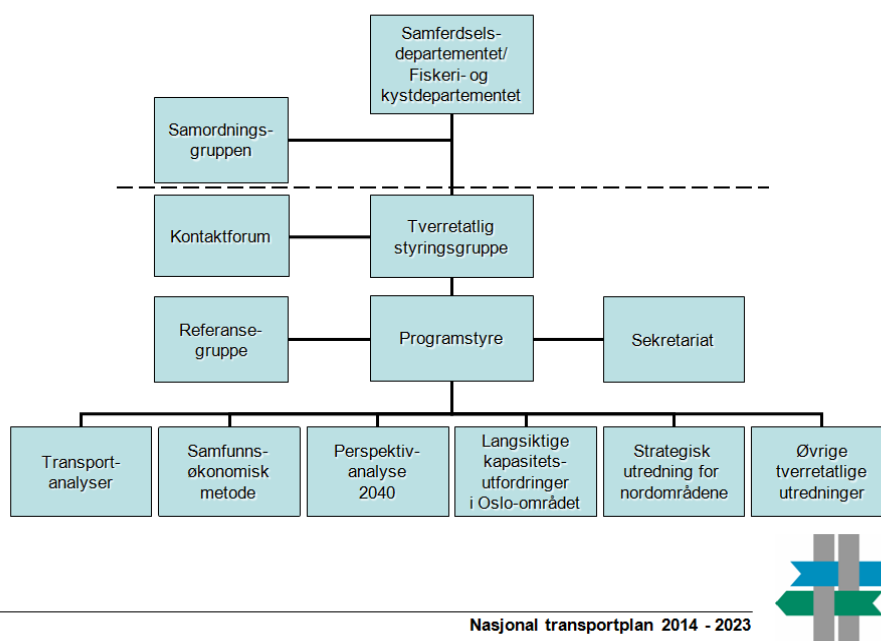 Samferdsels-
departementet/
Fiskeri- og
kystdepartementet
Samordnings-
gruppen
Kontaktforum
Tverretatlig
styringsgruppe
Referanse-
gruppe
Programstyre
Sekretariat
Transport-
analyser
Samfunns-
økonomisk
metode
Perspektiv-
analyse
2040
Langsiktige
kapasitets-
utfordringer
i Oslo-området
Strategisk
utredning for
nordområdene
Øvrige
tverretatlige
utredninger
Nasjonal transportplan 2014 - 2023